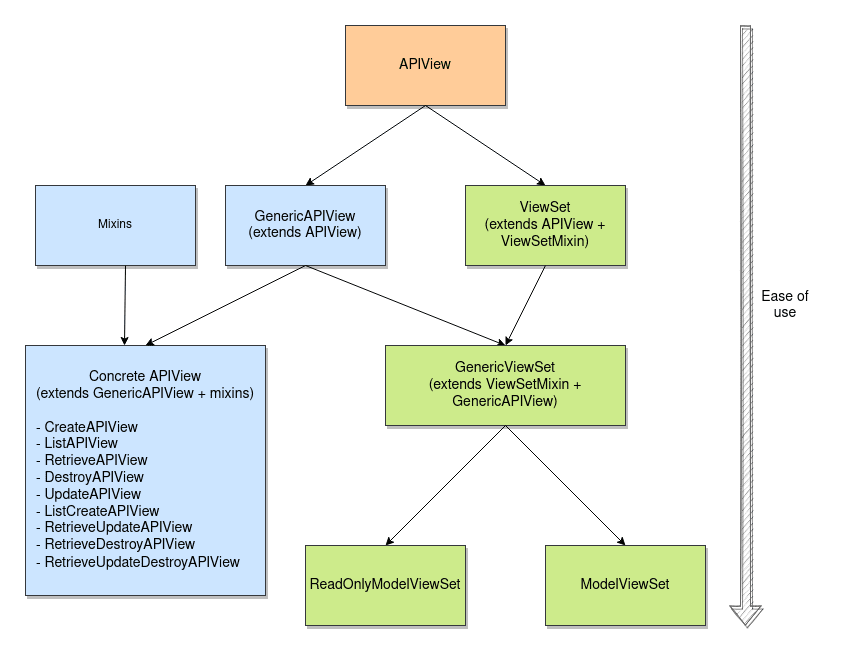 APIView
Mixins
GenericAPIView
(extends APIView)
ViewSet
(extends APIView +
ViewSetMixin)
Ease of
use
Concrete APIView
(extends GenericAPIView + mixins)
- CreateAPIView
- ListAPIView
- RetrieveAPIView
- DestroyAPIView
- UpdateAPIView
- ListCreateAPIView
- RetrieveUpdateAPIView
- RetrieveDestroyAPIView
- RetrieveUpdateDestroyAPIView
GenericViewSet
(extends ViewSetMixin +
GenericAPIView)
ReadOnlyModelViewSet
ModelViewSet